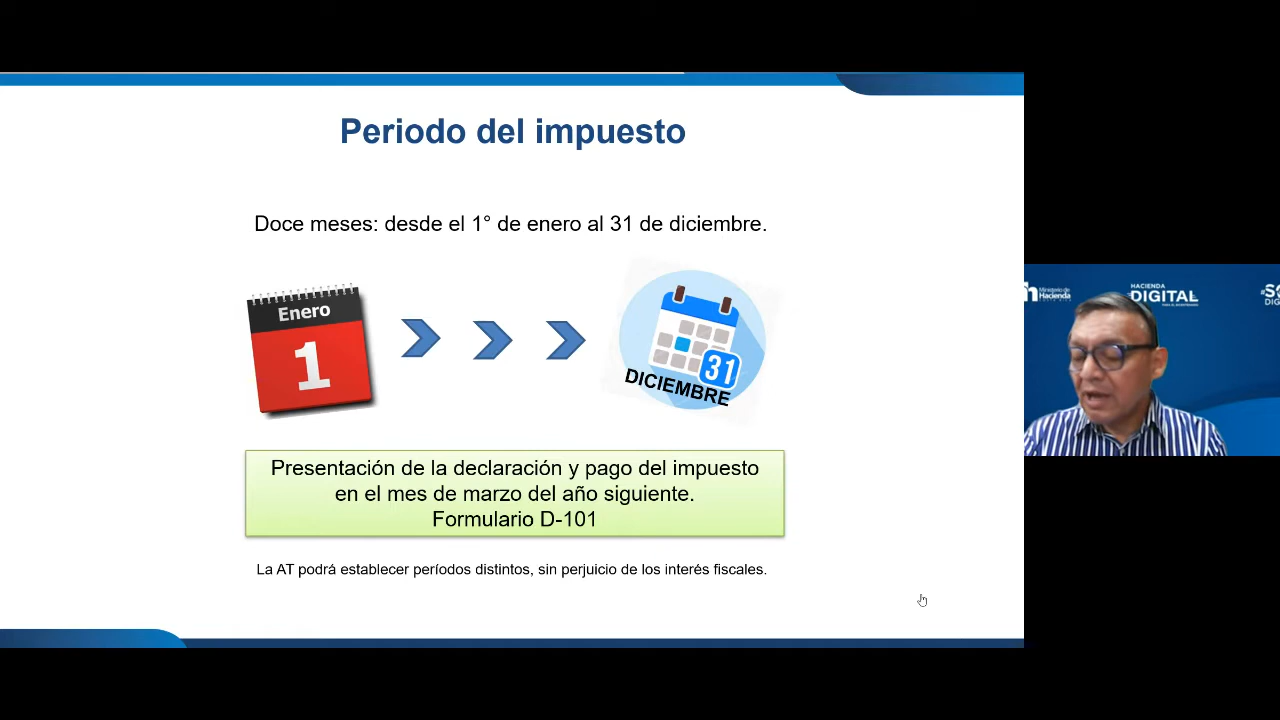 Periodo del impuesto
Doce meses: desde el 1° de enero al 31 de diciembre.
Enero
1
31
DICIEMBRE
Presentación de la declaración y pago del impuesto
en el mes de marzo del año siguiente.
Formulario D-101
La AT podrá establecer períodos distintos, sin perjuicio de los interés fiscales.
Ministerio de
Hacienda
HACIENDA
DIGITAL